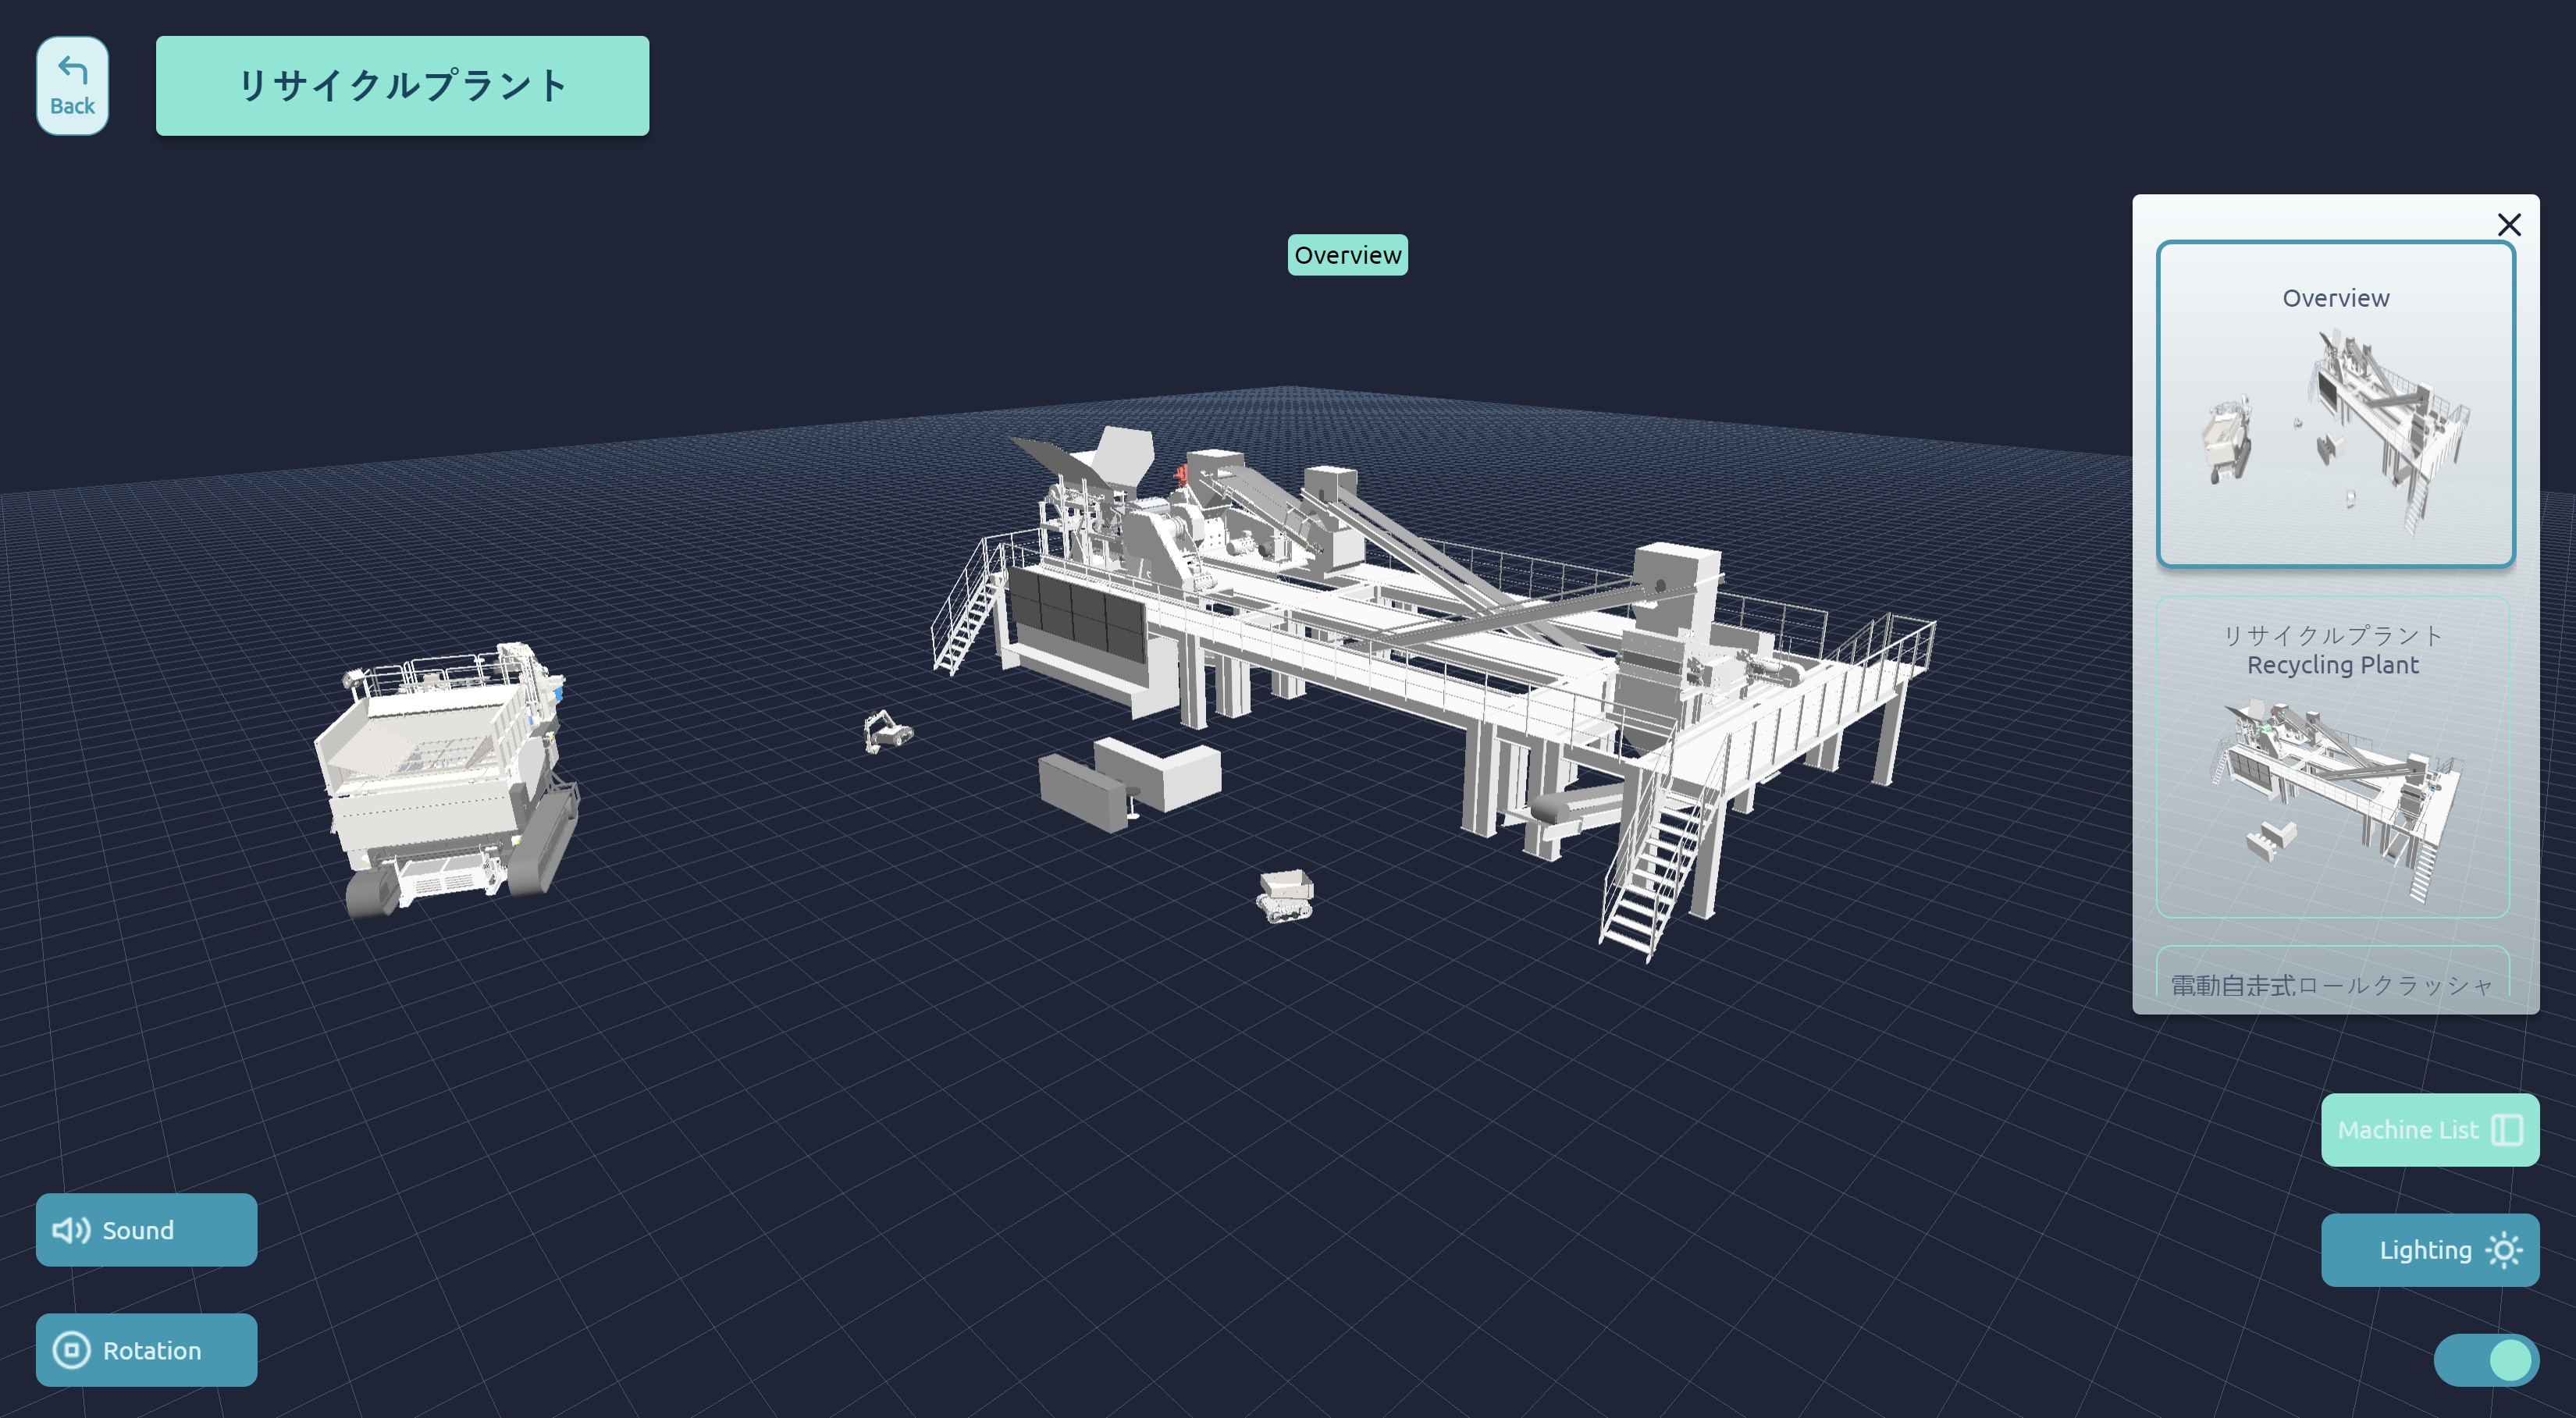 Back
リサイクルプラント
Overview
Overview
リサイクルプラント
Recycling Plant
電動自走式ロールクラッシャ
Machine List
Sound
Lighting
Rotation